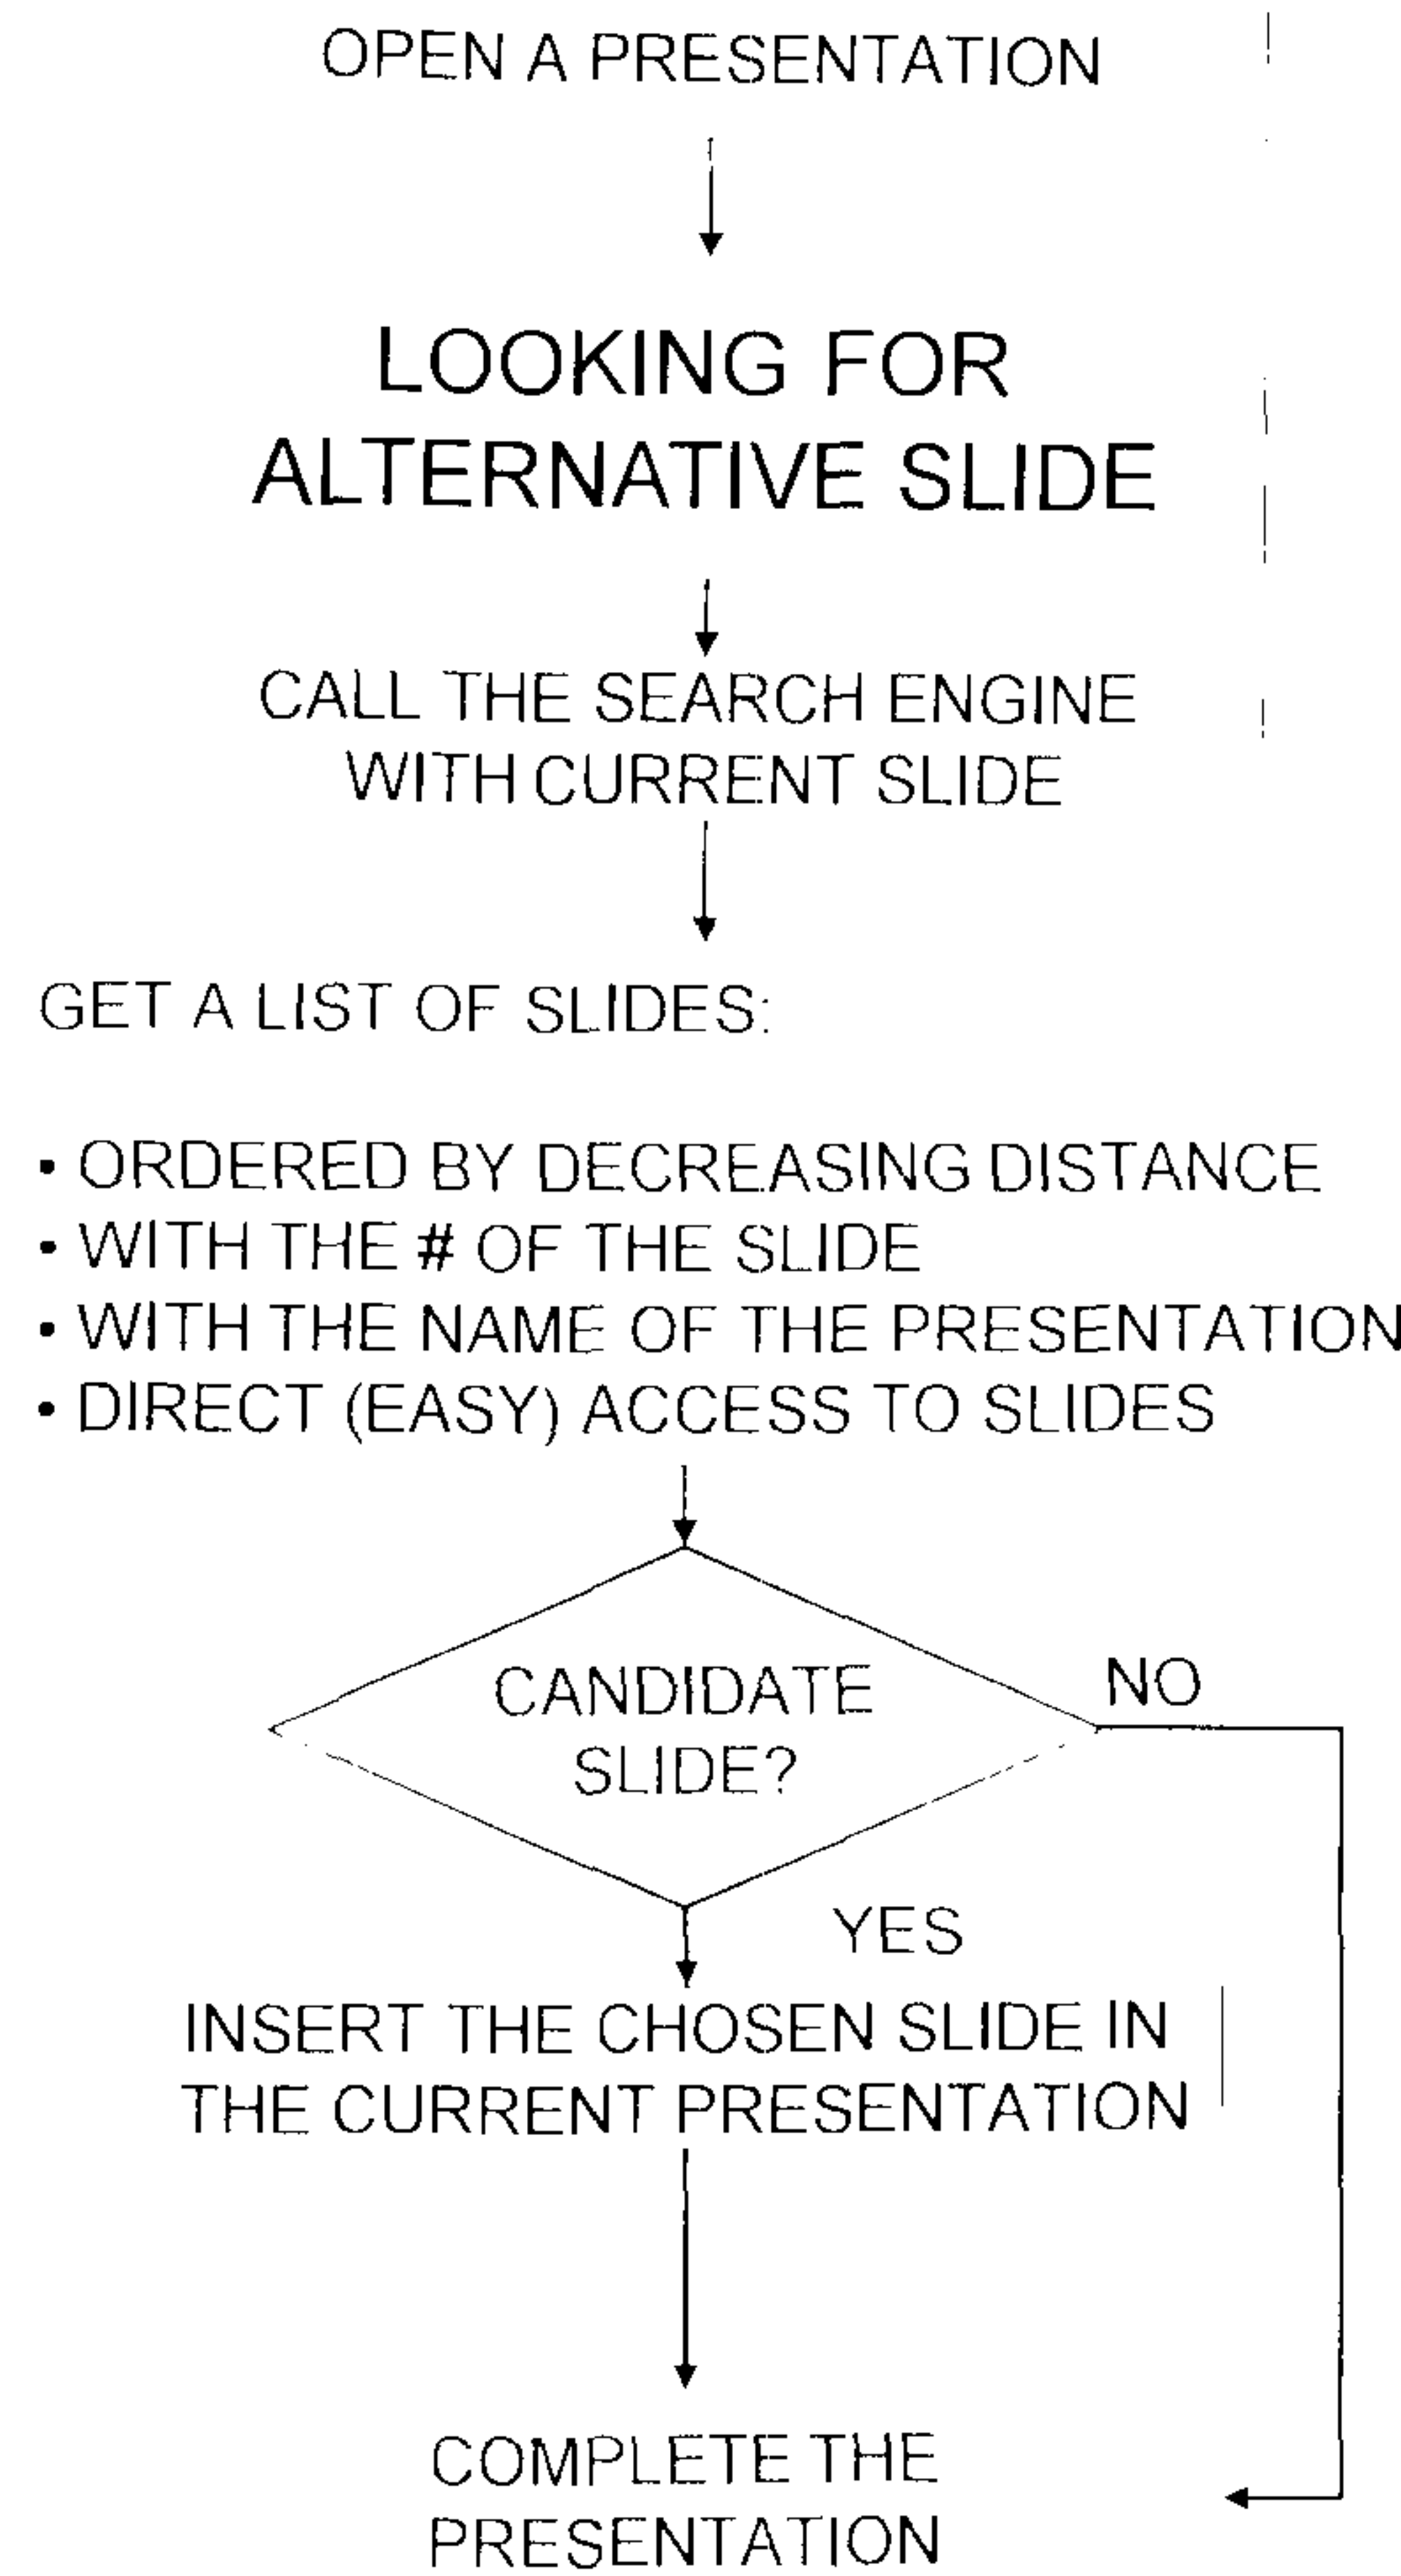 OPEN A PRESENTATION
LOOKING FOR
ALTERNATIVE SLIDE
CALL THE SEARCH ENGINE
WITH CURRENT SLIDE
GET A LIST OF SLIDES:
• ORDERED BY DECREASING DISTANCE
• WITH THE # OF THE SLIDE
• WITH THE NAME OF THE PRESENTATION
• DIRECT (EASY) ACCESS TO SLIDES
CANDIDATE
SLIDE?
NO
YES
INSERT THE CHOSEN SLIDE IN
THE CURRENT PRESENTATION
COMPLETE THE
PRESENTATION